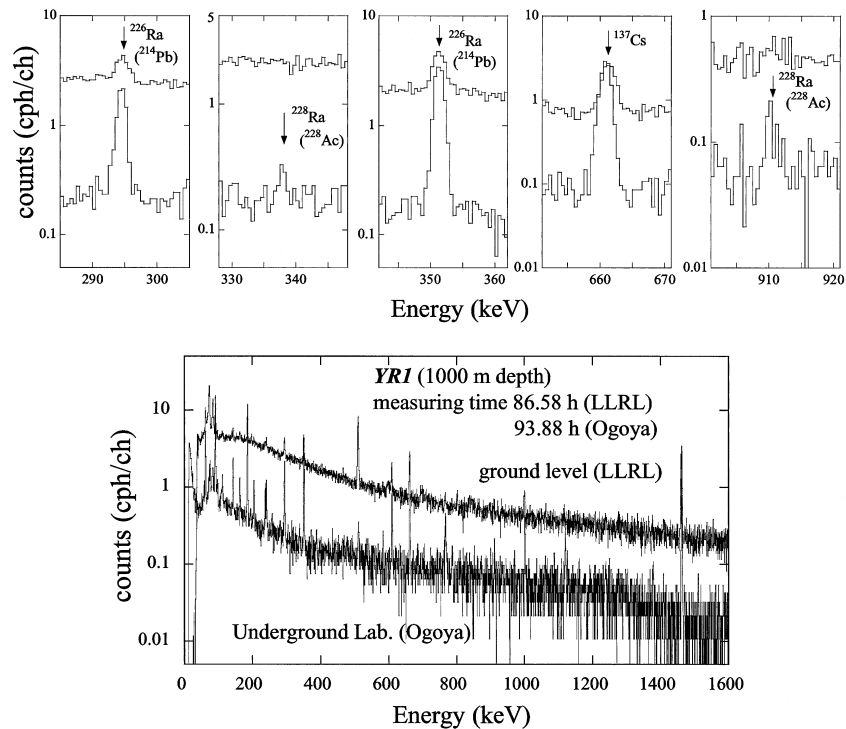 10
1
0.1
290
300
226Ra
(214Pb)
5
1
0.1
330
340
228Ra
(228Ac)
10
1
0.1
350
360
226Ra
(214Pb)
10
1
0.1
0.01
660
670
137Cs
1
0.1
0.01
910
920
228Ra
(228Ac)
counts (cph/ch)
Energy (keV)
YR1 (1000 m depth)
measuring time 86.58 h (LLRL)
93.88 h (Ogoya)
ground level (LLRL)
Underground Lab. (Ogoya)
10
1
0.1
0.01
0
200
400
600
800
1000
1200
1400
1600
counts (cph/ch)
Energy (keV)